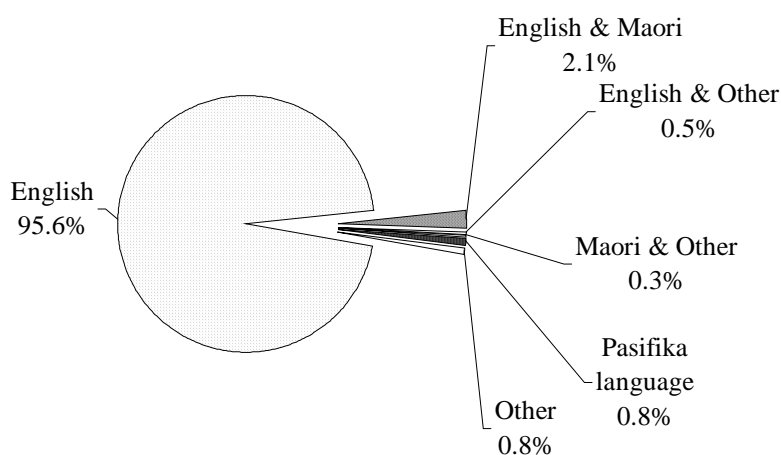 English & Maori
2.1%
English & Other
0.5%
English
95.6%
Maori & Other
0.3%
Pasifika
language
0.8%
Other
0.8%